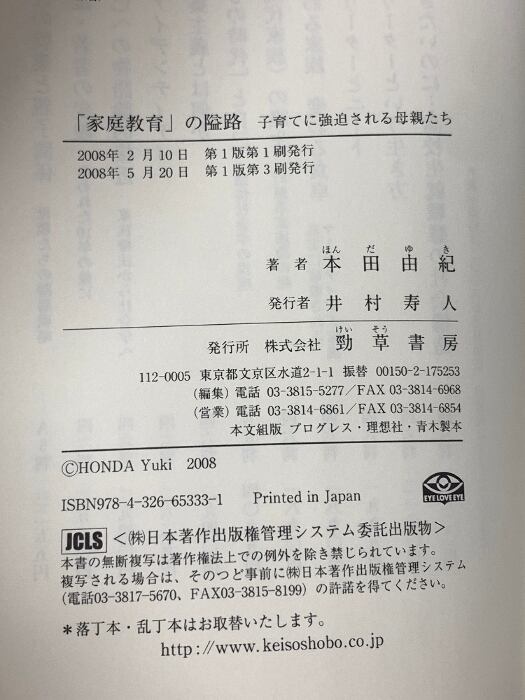 「家庭教育」の隘路 子育てに強迫される母親たち
2008年 2 月 10 日 第 1 版第 1 刷発行
2008年 5 月 20 日 第 1 版第 3 刷発行
ほん だ ゆ き
著 者 本 田 由 紀
発行者 井 村 寿 人
けい そう
発行所 株式会社 勁 草 書 房
112-0005 東京都文京区水道2-1-1 振替 00150-2-175253
(編集) 電話 03-3815-5277／FAX 03-3814-6968
(営業) 電話 03-3814-6861／FAX 03-3814-6854
本文組版 プログレス・理想社・青木製本
©HONDA Yuki 2008
ISBN978-4-326-65333-1 Printed in Japan
EYE LOVE EYE
JCLS ＜㈱日本著作出版権管理システム委託出版物＞
本書の無断複写は著作権法上での例外を除き禁じられています。
複写される場合は、そのつど事前に㈱日本著作出版権管理システム
(電話03-3817-5670、FAX03-3815-8199) の許諾を得てください。
＊落丁本・乱丁本はお取替いたします。
http://www.keisoshobo.co.jp